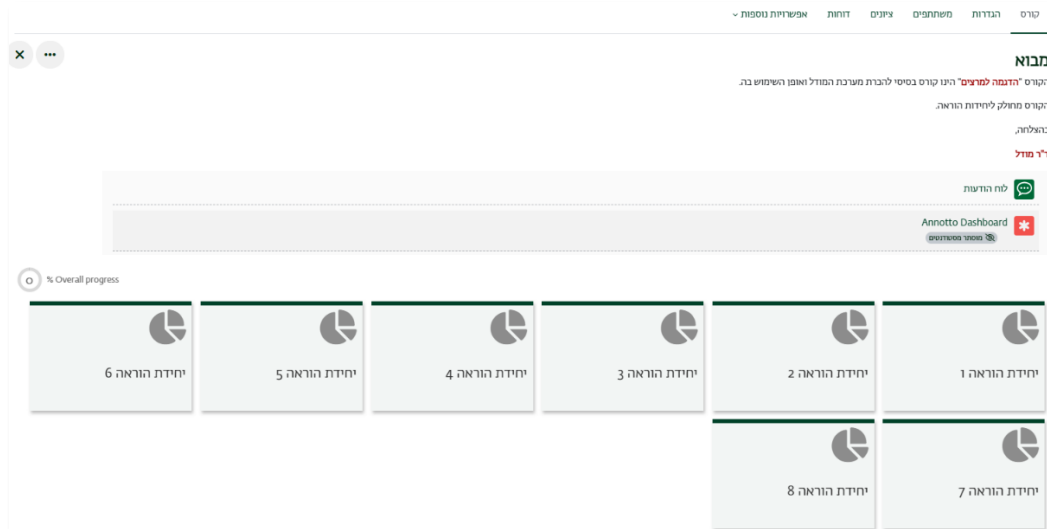 קורס הגדרות משתתפים ציונים דוחות אפשרויות נוספות
מבוא
הקורס "הדגמה למרצים" הינו קורס בסיסי להכרת מערכת המודל ואופן השימוש בה.
הקורס מחולק ליחידות הוראה.
בהצלחה,
ד"ר מודל
לוח הודעות
Annotto Dashboard
מוסתר מסטודנטים
0 % Overall progress
יחידת הוראה 1 יחידת הוראה 2 יחידת הוראה 3 יחידת הוראה 4 יחידת הוראה 5 יחידת הוראה 6
יחידת הוראה 7 יחידת הוראה 8